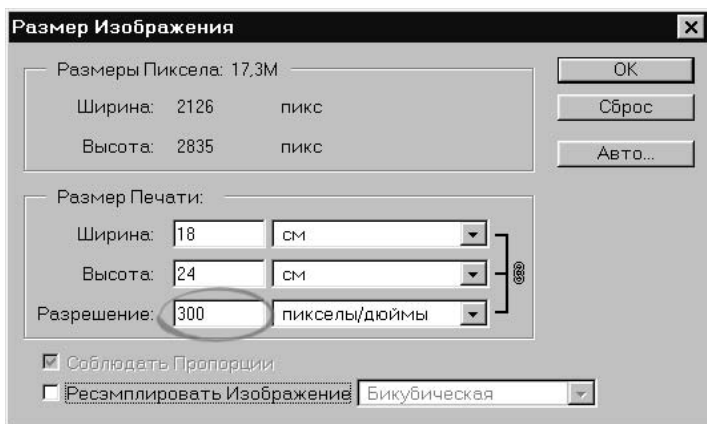 Размер Изображения
Размеры Пиксела: 17,3М
Ширина: 2126 пикс
Высота: 2835 пикс
OK
Сброс
Авто...
Размер Печати:
Ширина: 18 см
Высота: 24 см
Разрешение: 300 пикселы/дюймы
Соблюдать Пропорции
Ресэмплировать Изображение Бикубическая